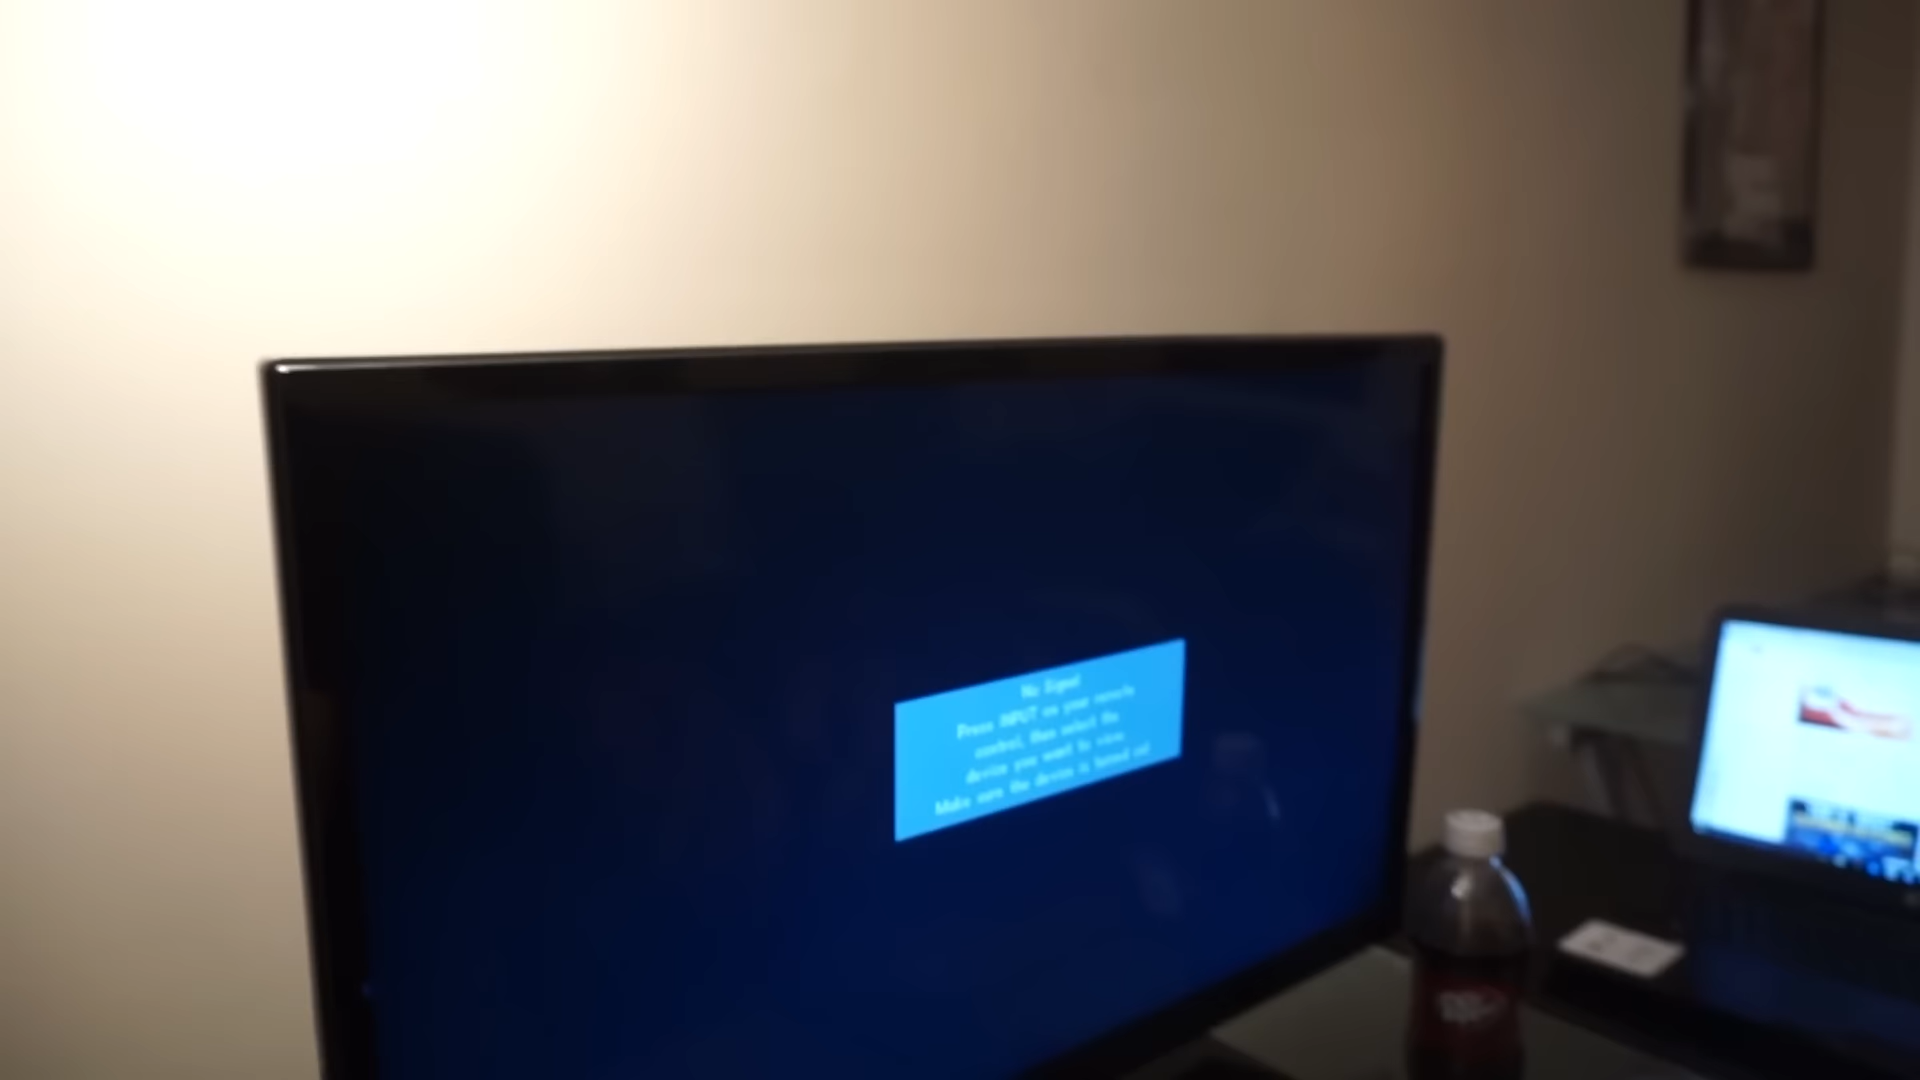 No Signal
Press INPUT on your remote
control, then select the
device you want to view.
Make sure the device is turned on!